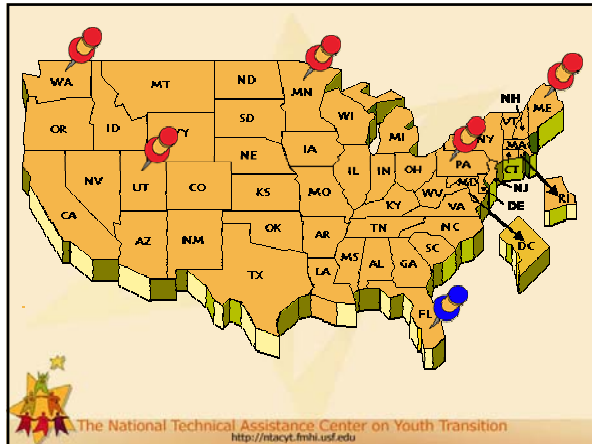 WA
MT
ND
MN
OR
ID
WY
SD
WI
MI
NY
VT
NH
ME
MA
CT
RI
NE
IA
PA
NJ
NV
UT
CO
IL
IN
OH
MD
DE
CA
KS
MO
WV
VA
KY
DC
AZ
NM
OK
AR
TN
NC
TX
LA
MS
AL
GA
SC
FL
The National Technical Assistance Center on Youth Transition
http://ntacyt.fmhi.usf.edu